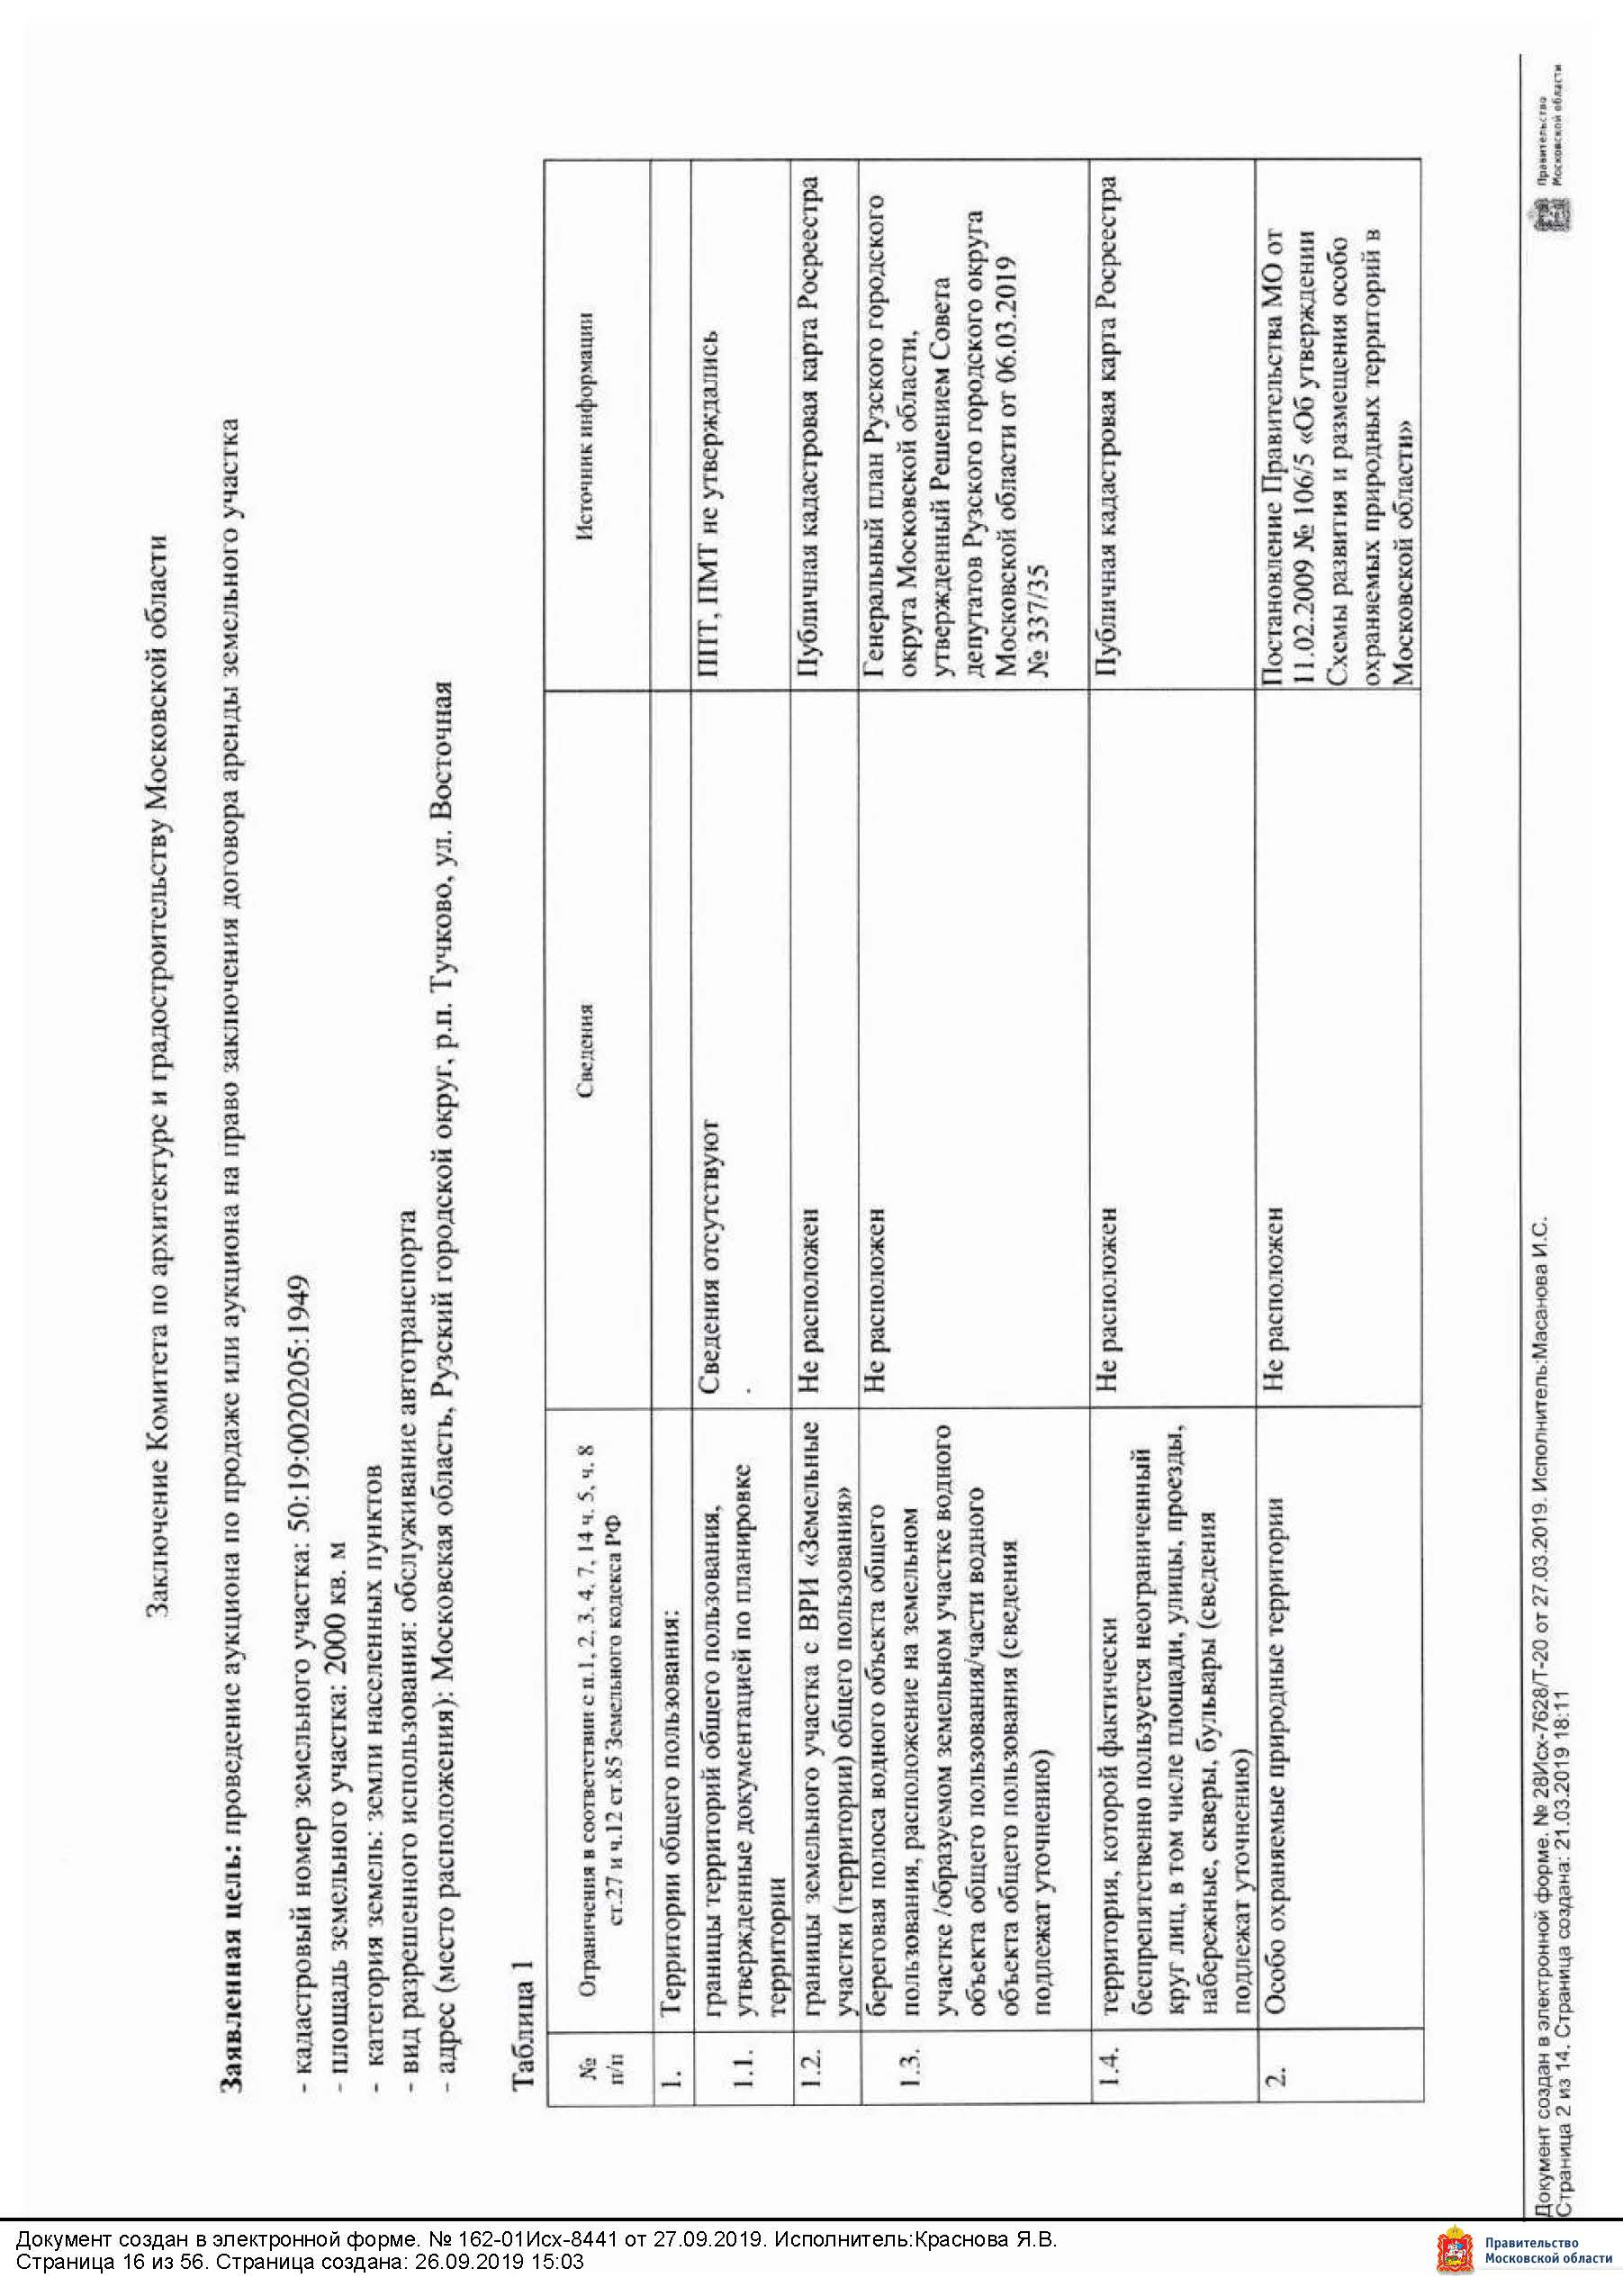 Заключение Комитета по архитектуре и градостроительству Московской области
Заявленная цель: проведение аукциона по продаже или аукциона на право заключения договора аренды земельного участка
- кадастровый номер земельного участка: 50:19:0020205:1949
- площадь земельного участка: 2000 кв. м
- категория земель: земли населенных пунктов
- вид разрешенного использования: обслуживание автотранспорта
- адрес (место расположения): Московская область, Рузский городской округ, р.п. Тучково, ул. Восточная
Таблица 1
№
п/п
Ограничения в соответствии с п.1, 2, 3, 4, 7, 14 ч. 5, ч. 8
ст.27 и ч.12 ст.85 Земельного кодекса РФ
Сведения
Источник информации
1.
Территории общего пользования:
1.1.
границы территорий общего пользования,
утвержденные документацией по планировке
территории
Сведения отсутствуют
.
ППТ, ПМТ не утверждались
1.2.
границы земельного участка с ВРИ «Земельные
участки (территории) общего пользования»
Не расположен
Публичная кадастровая карта Росреестра
1.3.
береговая полоса водного объекта общего
пользования, расположение на земельном
участке /образуемом земельном участке водного
объекта общего пользования/части водного
объекта общего пользования (сведения
подлежат уточнению)
Не расположен
Генеральный план Рузского городского
округа Московской области,
утвержденный Решением Совета
депутатов Рузского городского округа
Московской области от 06.03.2019
№ 337/35
1.4.
территория, которой фактически
беспрепятственно пользуется неограниченный
круг лиц, в том числе площади, улицы, проезды,
набережные, скверы, бульвары (сведения
подлежат уточнению)
Не расположен
Публичная кадастровая карта Росреестра
2.
Особо охраняемые природные территории
Не расположен
Постановление Правительства МО от
11.02.2009 № 106/5 «Об утверждении
Схемы развития и размещения особо
охраняемых природных территорий в
Московской области»
Документ создан в электронной форме. № 28Исх-7628/Т-20 от 27.03.2019. Исполнитель:Масанова И.С.
Страница 2 из 14. Страница создана: 21.03.2019 18:11
Правительство
Московской области
Документ создан в электронной форме. № 162-01Исх-8441 от 27.09.2019. Исполнитель:Краснова Я.В.
Страница 16 из 56. Страница создана: 26.09.2019 15:03
Правительство
Московской области